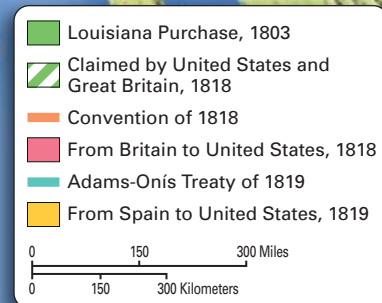 Louisiana Purchase, 1803
Claimed by United States and
Great Britain, 1818
Convention of 1818
From Britain to United States, 1818
Adams-Onís Treaty of 1819
From Spain to United States, 1819
0 150 300 Miles
0 150 300 Kilometers